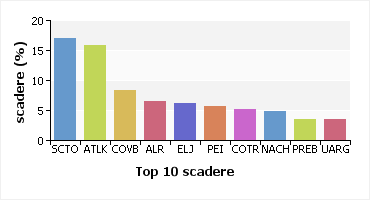 scadere (%)
20
15
10
5
0
SCTO ATLK COVB ALR ELJ PEI COTR NACH PREB UARG
Top 10 scadere